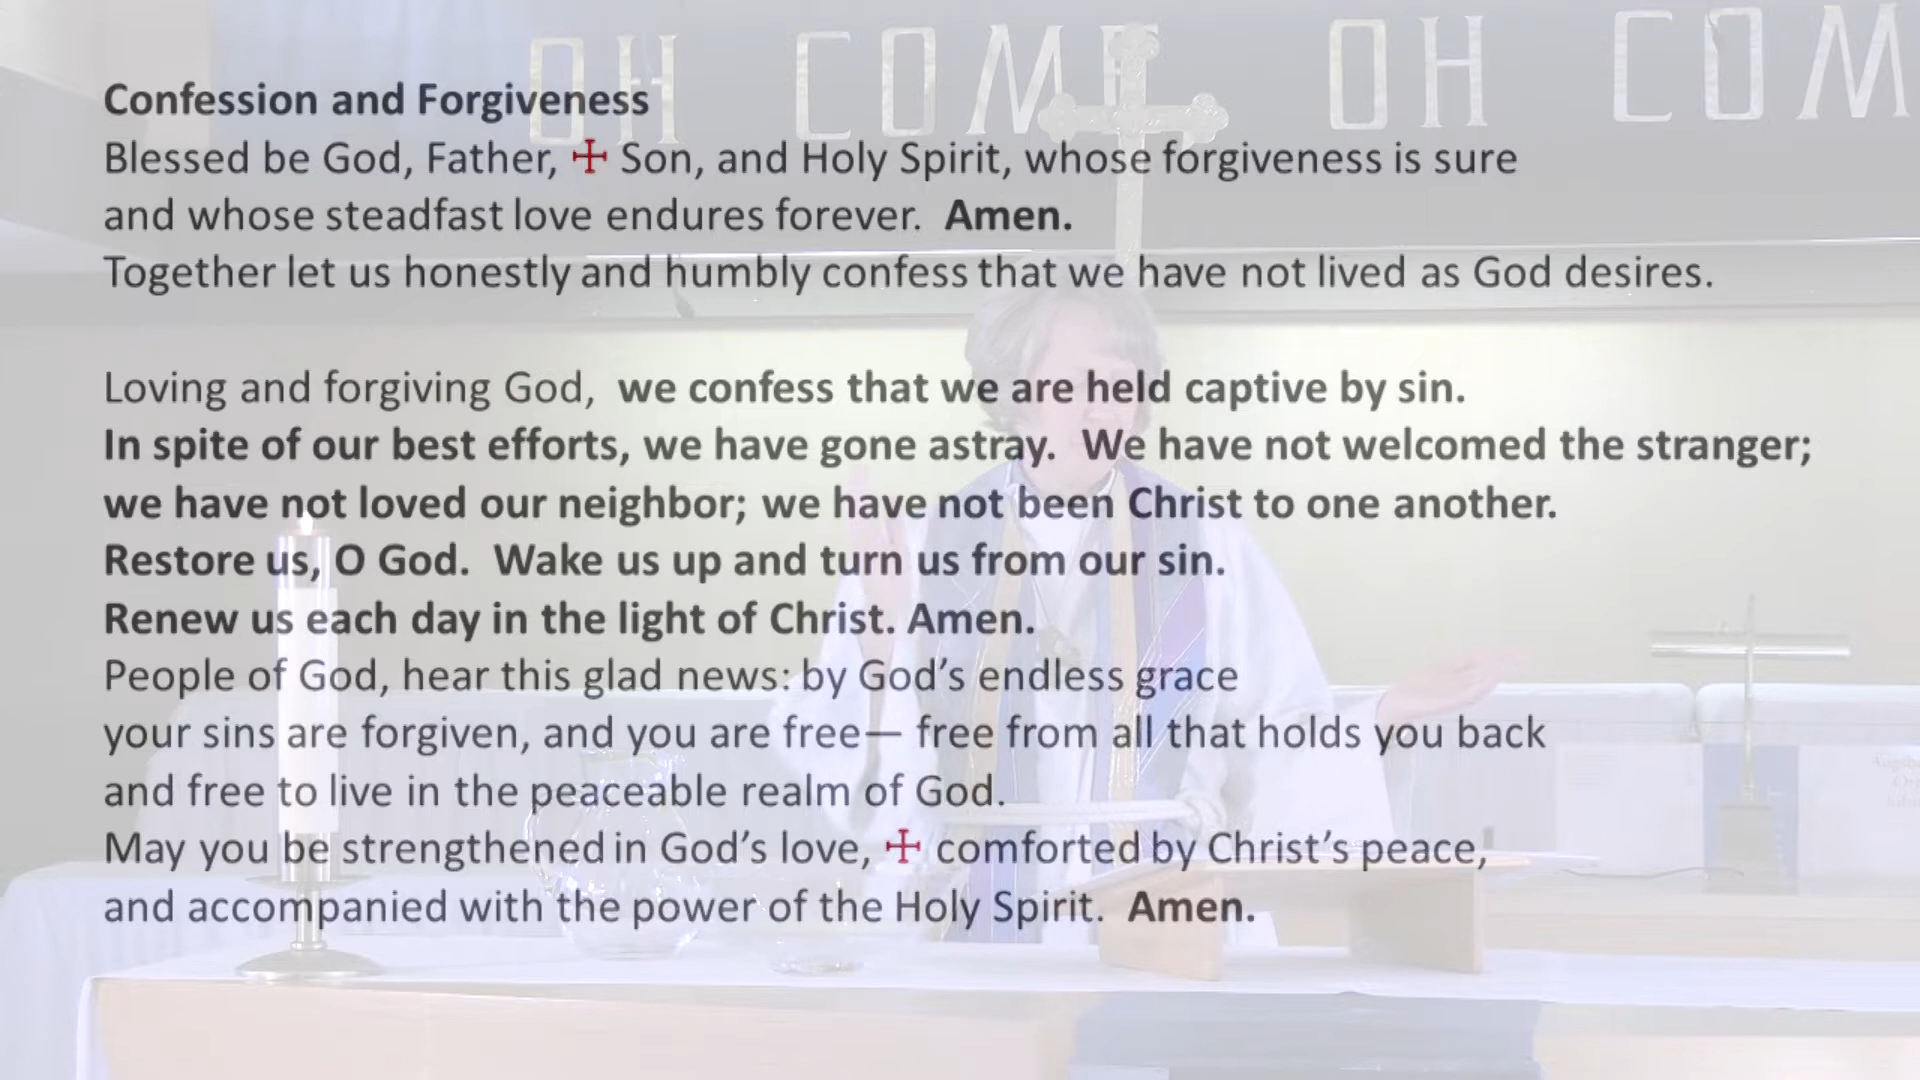 OH COME OH COM
Confession and Forgiveness
Blessed be God, Father, ☩ Son, and Holy Spirit, whose forgiveness is sure
and whose steadfast love endures forever.  Amen.
Together let us honestly and humbly confess that we have not lived as God desires.
Loving and forgiving God,  we confess that we are held captive by sin.
In spite of our best efforts, we have gone astray.  We have not welcomed the stranger;
we have not loved our neighbor; we have not been Christ to one another.
Restore us, O God.  Wake us up and turn us from our sin.
Renew us each day in the light of Christ. Amen.
People of God, hear this glad news: by God’s endless grace
your sins are forgiven, and you are free— free from all that holds you back
and free to live in the peaceable realm of God.
May you be strengthened in God’s love, ☩ comforted by Christ’s peace,
and accompanied with the power of the Holy Spirit.  Amen.